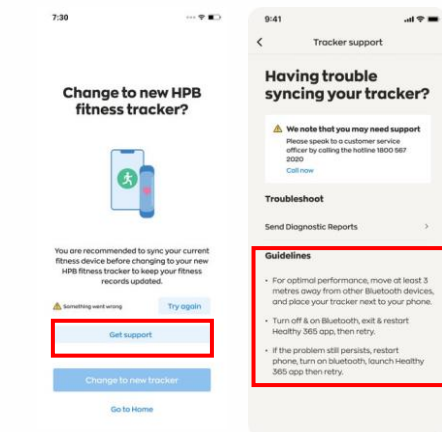 7:30
Change to new HPB
fitness tracker?
You are recommended to sync your current
fitness device before changing to your new
HPB fitness tracker to keep your fitness
records updated.
Something went wrong
Try again
Get support
Change to new tracker
Go to Home
9:41
Tracker support
Having trouble
syncing your tracker?
We note that you may need support
Please speak to a customer service
officer by calling the hotline 1800 567
2020
Call now
Troubleshoot
Send Diagnostic Reports
Guidelines
• For optimal performance, move at least 3
metres away from other Bluetooth devices,
and place your tracker next to your phone.
• Turn off & on Bluetooth, exit & restart
Healthy 365 app, then retry.
• If the problem still persists, restart
phone, turn on bluetooth, launch Healthy
365 app then retry.